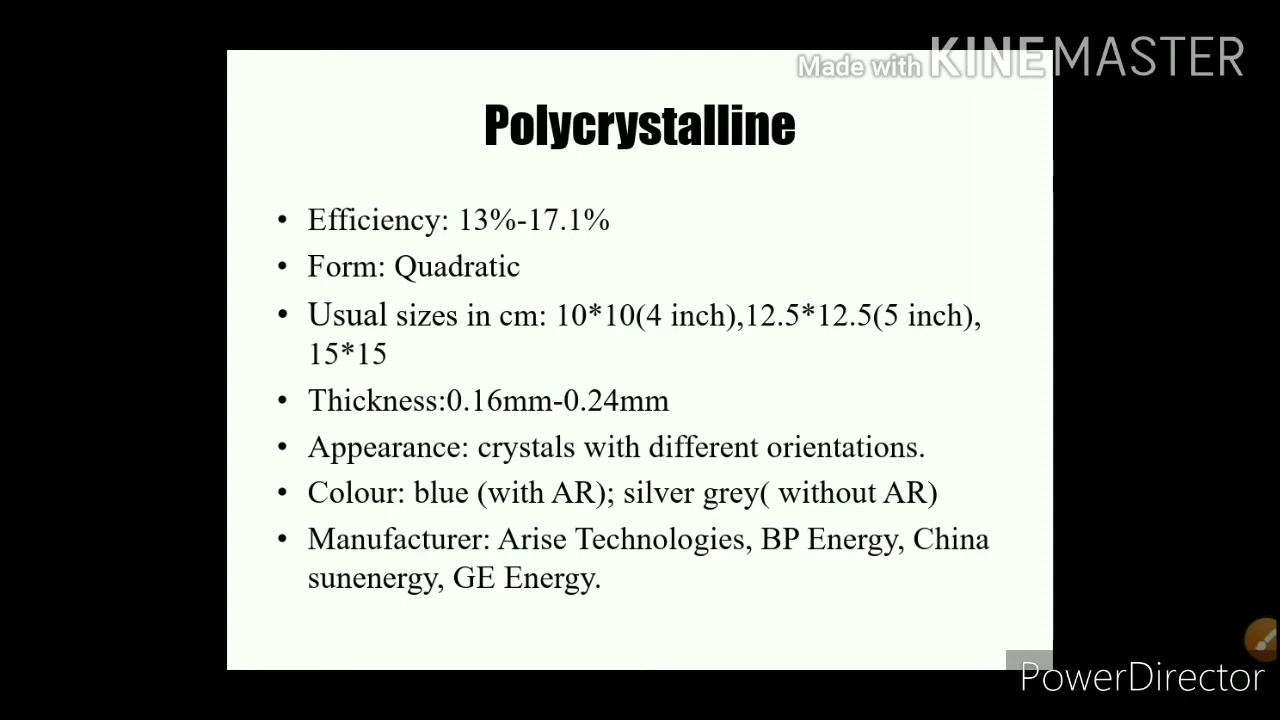 Made with KINEMASTER
Polycrystalline
• Efficiency: 13%-17.1%
• Form: Quadratic
• Usual sizes in cm: 10*10(4 inch),12.5*12.5(5 inch),
15*15
• Thickness:0.16mm-0.24mm
• Appearance: crystals with different orientations.
• Colour: blue (with AR); silver grey( without AR)
• Manufacturer: Arise Technologies, BP Energy, China
sunenergy, GE Energy.
PowerDirector